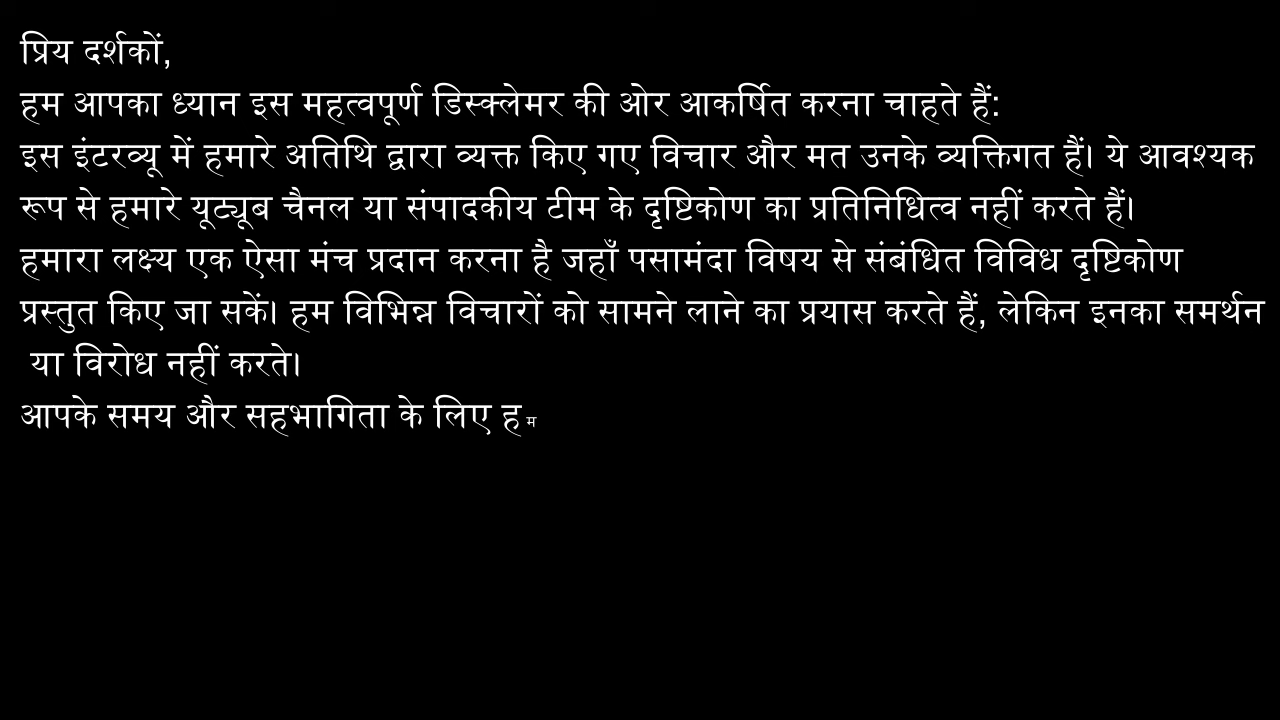 प्रिय दर्शकों,
हम आपका ध्यान इस महत्वपूर्ण डिस्क्लेमर की ओर आकर्षित करना चाहते हैं:
इस इंटरव्यू में हमारे अतिथि द्वारा व्यक्त किए गए विचार और मत उनके व्यक्तिगत हैं। ये आवश्यक
रूप से हमारे यूट्यूब चैनल या संपादकीय टीम के दृष्टिकोण का प्रतिनिधित्व नहीं करते हैं।
हमारा लक्ष्य एक ऐसा मंच प्रदान करना है जहाँ पसामंदा विषय से संबंधित विविध दृष्टिकोण
प्रस्तुत किए जा सकें। हम विभिन्न विचारों को सामने लाने का प्रयास करते हैं, लेकिन इनका समर्थन
या विरोध नहीं करते।
आपके समय और सहभागिता के लिए हम